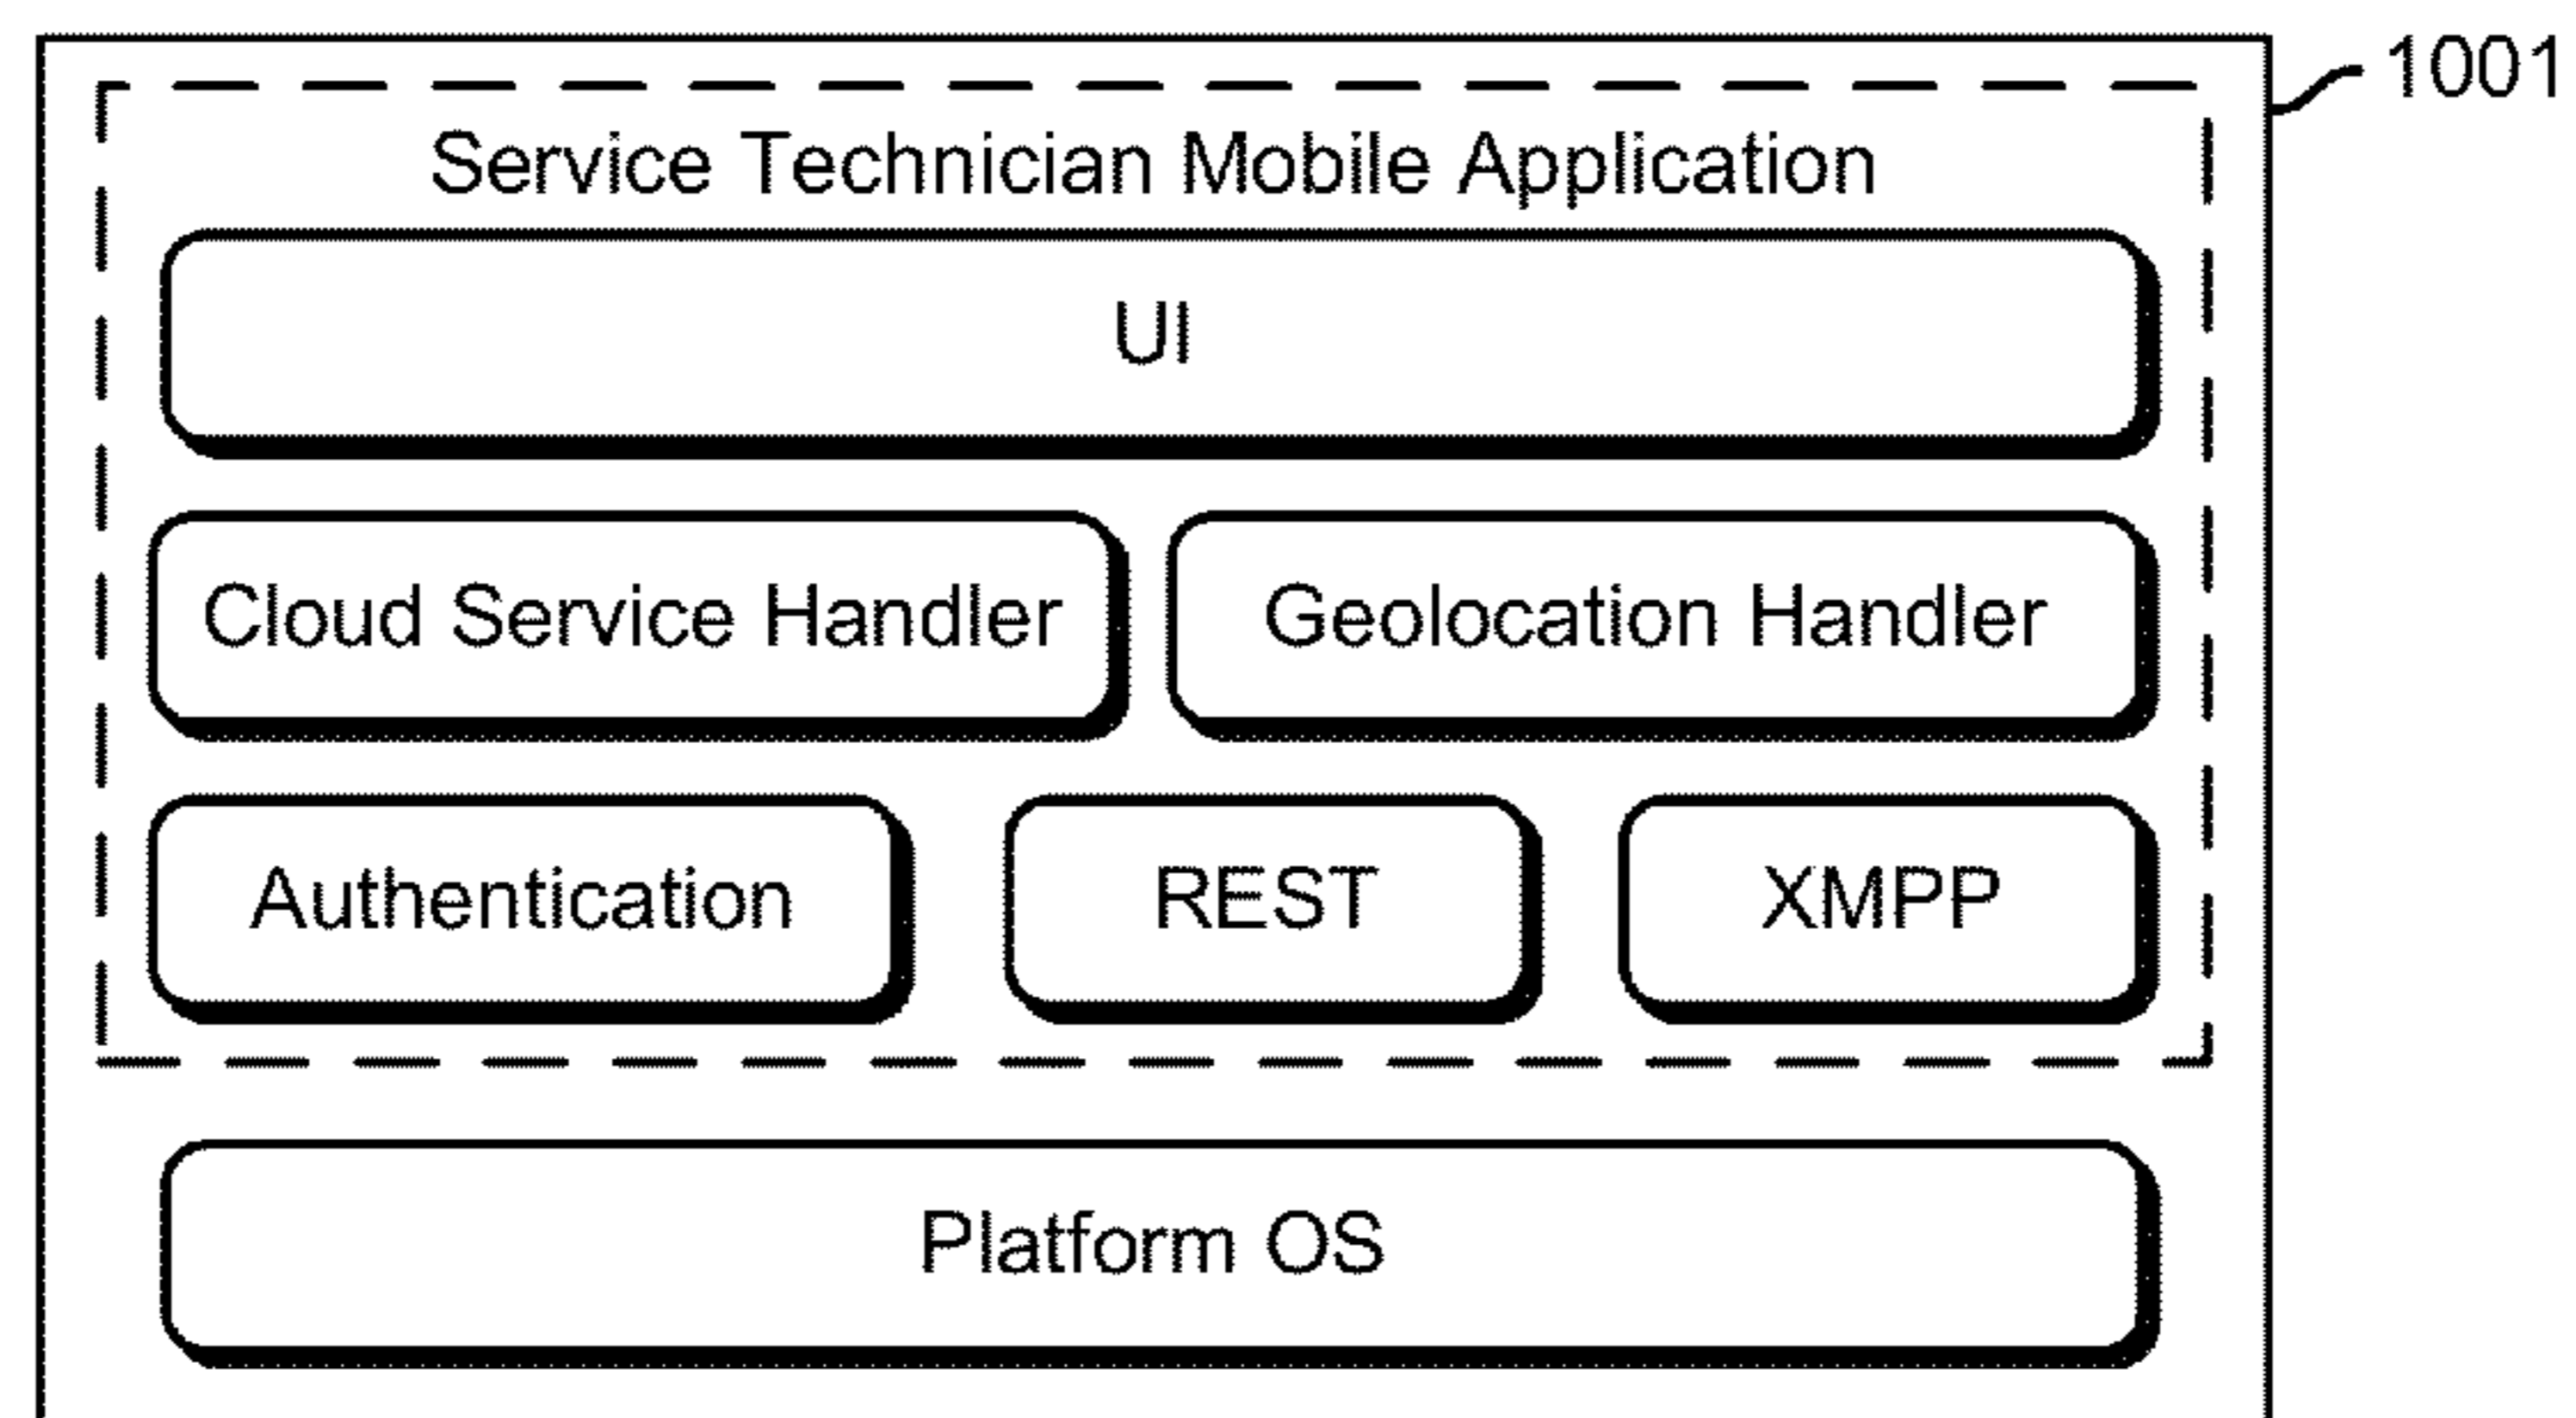 1001
Service Technician Mobile Application
UI
Cloud Service Handler
Geolocation Handler
Authentication
REST
XMPP
Platform OS